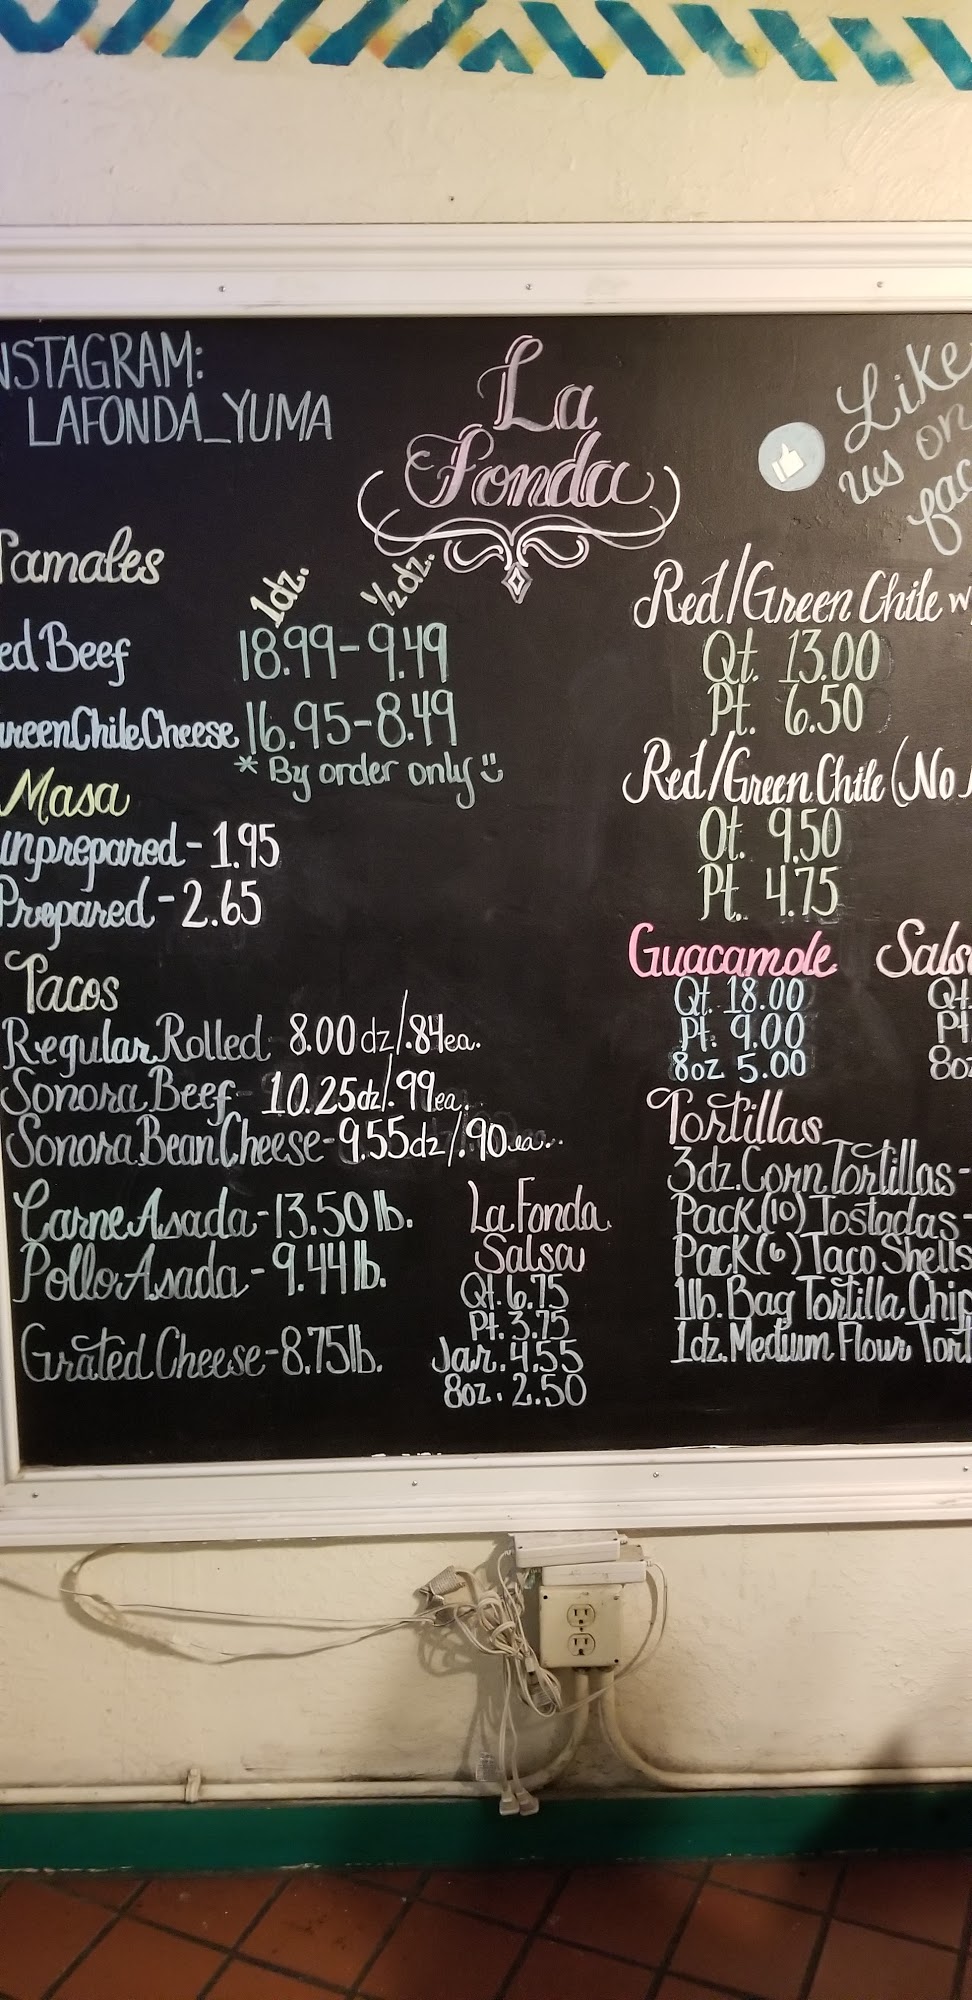 NSTAGRAM:
LAFONDA_YUMA
La
Fonda
Like
us on
fac
Tamales
1dz. 1/2dz.
ed Beef 18.99-9.49
reenChileCheese 16.95-8.49
* By order only
Masa
Unprepared-1.95
Prepared-2.65
Tacos
Regular Rolled 8.00dz/.84ea.
Sonora Beef- 10.25dz/.99ea.
Sonora Bean Cheese-9.55dz/.90ea..
Carne Asada-13.50lb.
Pollo Asada-9.44lb.
Grated Cheese-8.75lb.
La Fonda
Salsa
Qt. 6.75
Pt. 3.75
Jar. 4.55
8oz. 2.50
Red/Green Chile w
Qt. 13.00
Pt. 6.50
Red/Green Chile (No
Qt. 9.50
Pt. 4.75
Guacamole
Qt. 18.00
Pt. 9.00
8oz 5.00
Sals
Qt.
Pt
8oz
Tortillas
3dz. Corn Tortillas-
Pack(10) Tostadas-
Pack(6) Taco Shells
1lb. Bag Tortilla Chip
1dz. Medium Flour Tort